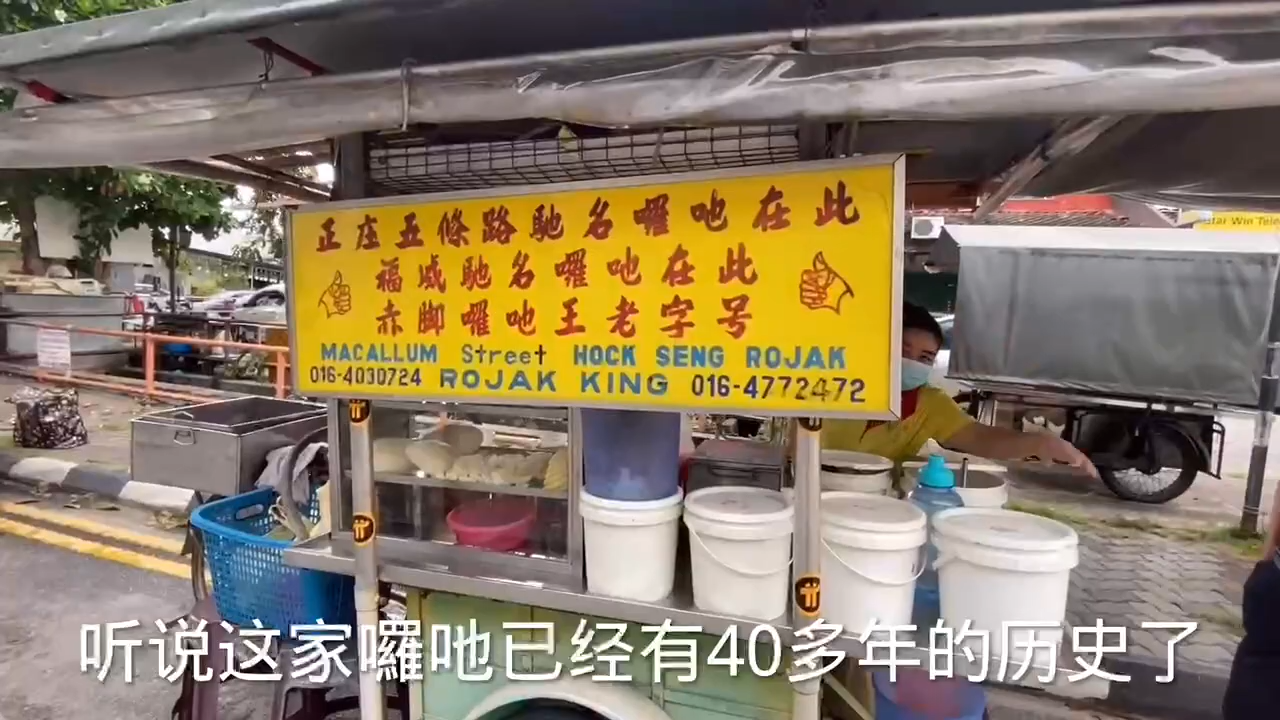 正庄五條路馳名囉吔在此
福威馳名囉吔在此
赤脚囉吔王老字号
MACALLUM Street HOCK SENG ROJAK
016-4030724 ROJAK KING 016-4772472
听说这家囉吔已经有40多年的历史了